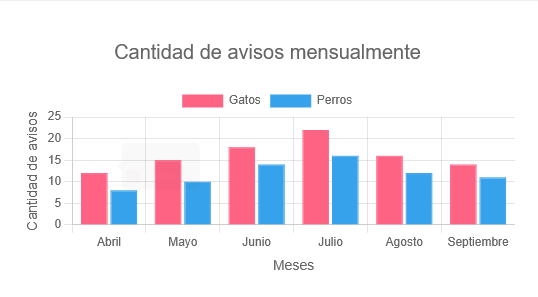 Cantidad de avisos mensualmente
Gatos Perros
Cantidad de avisos
25
20
15
10
5
0
Abril Mayo Junio Julio Agosto Septiembre
Meses